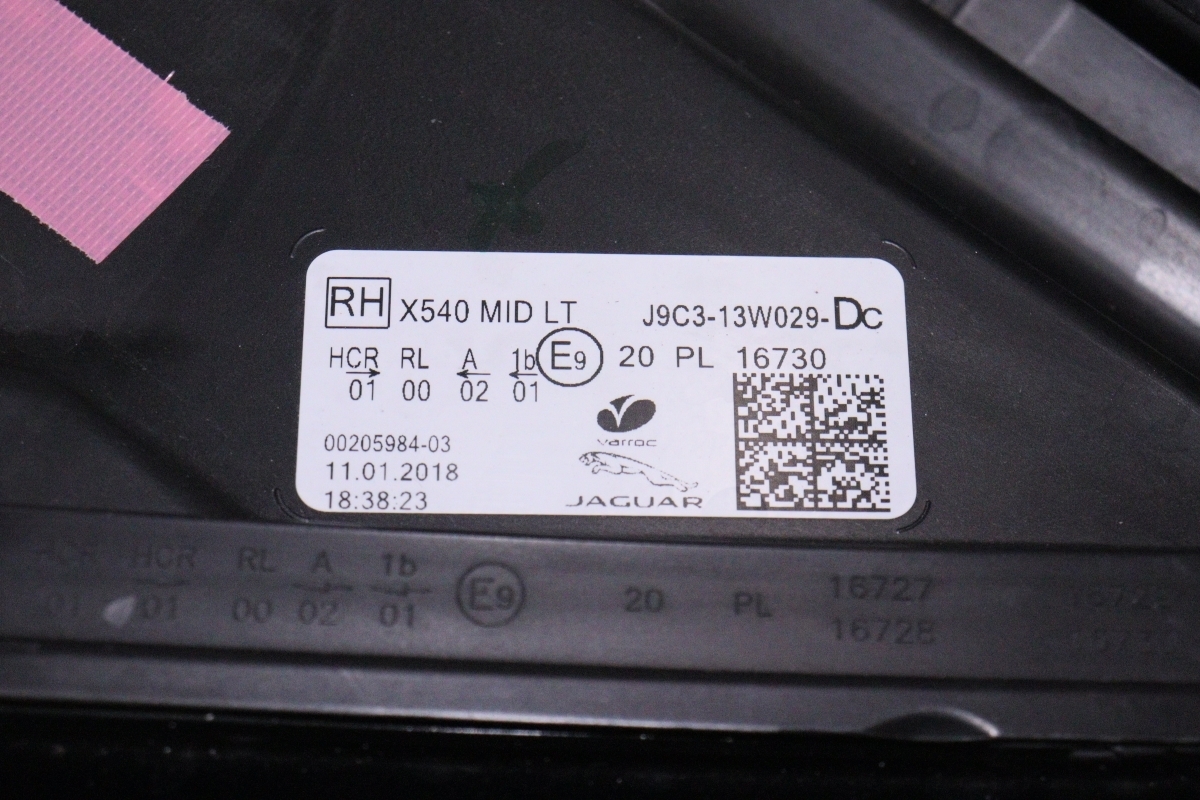 RH X540 MID LT J9C3-13W029-DC
HCR RL A 1b E9 20 PL 16730
01 00 02 01
00205984-03
11.01.2018
18:38:23
varroc
JAGUAR
HCR HCR RL A 1b E9 20 PL 16727
01 01 00 02 01 16728